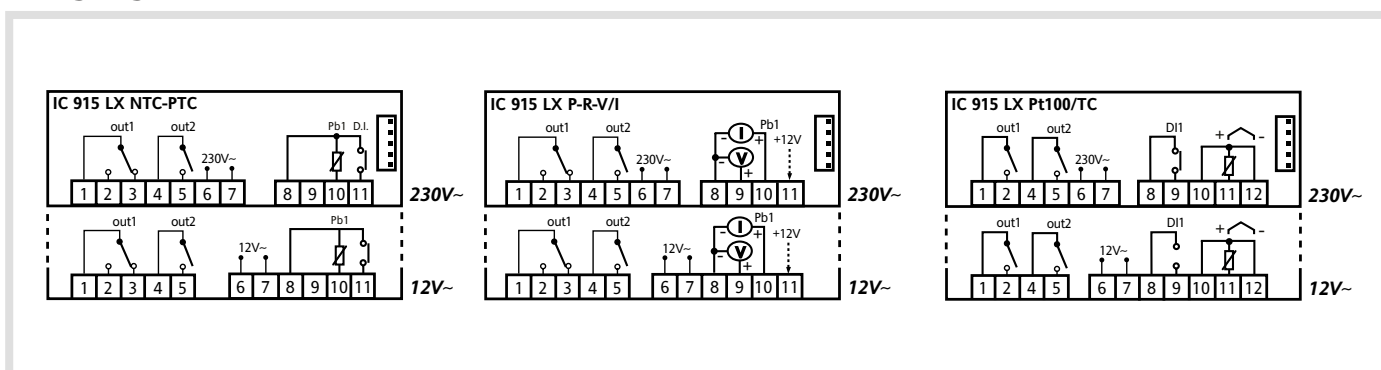 IC 915 LX NTC-PTC
out1 out2 Pb1 D.I.
230V~
1 2 3 4 5 6 7 8 9 10 11
230V~
out1 out2 Pb1
12V~
1 2 3 4 5 6 7 8 9 10 11
12V~
IC 915 LX P-R-V/I
out1 out2 Pb1
I
- + +12V
230V~
V
- +
1 2 3 4 5 6 7 8 9 10 11
230V~
out1 out2 Pb1
I
- + +12V
12V~
V
- +
1 2 3 4 5 6 7 8 9 10 11
12V~
IC 915 LX Pt100/TC
out1 out2 DI1 + -
230V~
1 2 4 5 6 7 8 9 10 11 12
230V~
out1 out2 DI1 + -
12V~
1 2 4 5 6 7 8 9 10 11 12
12V~